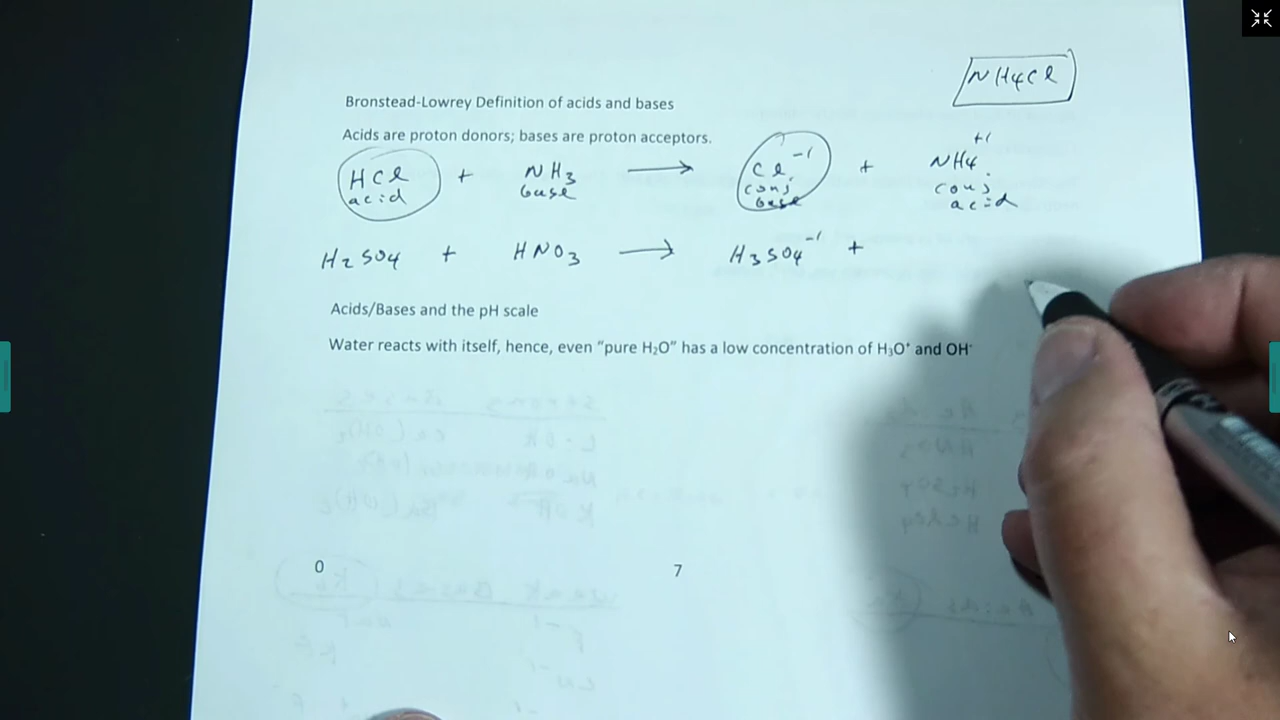 NH4Cl
Bronstead-Lowrey Definition of acids and bases
Acids are proton donors; bases are proton acceptors.
HCl + NH3 → Cl⁻¹ + NH4⁺¹
acid base conj base conj acid
H2SO4 + HNO3 → H3SO4⁻¹ +
Acids/Bases and the pH scale
Water reacts with itself, hence, even “pure H₂O” has a low concentration of H₃O⁺ and OH⁻
0 7